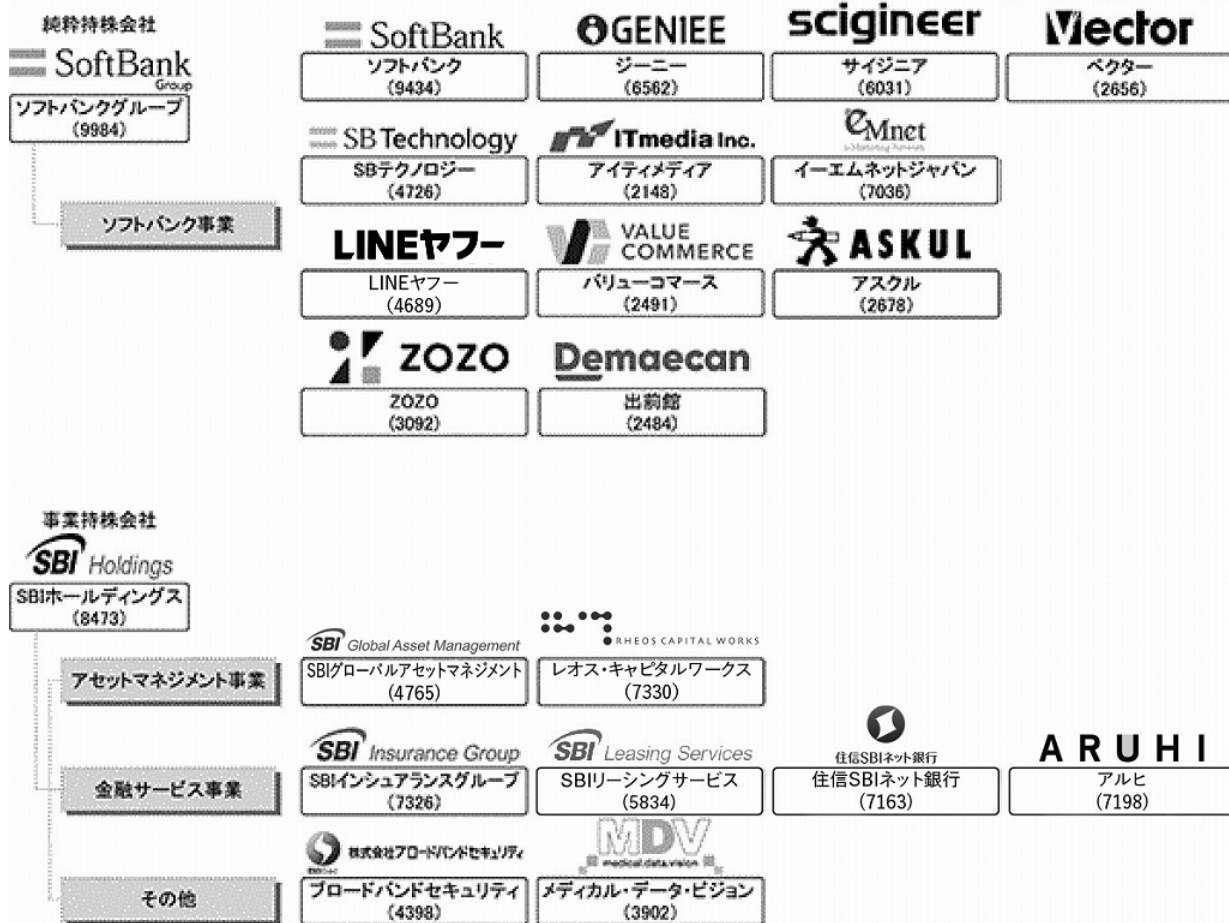 純粋持株会社
SoftBank
Group
ソフトバンクグループ
(9984)
ソフトバンク事業
SoftBank
ソフトバンク
(9434)
GENIEE
ジーニー
(6562)
scigineer
サイジニア
(6031)
Vector
ベクター
(2656)
SB Technology
SBテクノロジー
(4726)
ITmedia Inc.
アイティメディア
(2148)
eMnet
イーエムネットジャパン
(7036)
LINEヤフー
LINEヤフー
(4689)
VALUE
COMMERCE
バリューコマース
(2491)
ASKUL
アスクル
(2678)
ZOZO
ZOZO
(3092)
Demaecan
出前館
(2484)
事業持株会社
SBI Holdings
SBIホールディングス
(8473)
アセットマネジメント事業
SBI Global Asset Management
SBIグローバルアセットマネジメント
(4765)
RHEOS CAPITAL WORKS
レオス・キャピタルワークス
(7330)
金融サービス事業
SBI Insurance Group
SBIインシュアランスグループ
(7326)
SBI Leasing Services
SBIリーシングサービス
(5834)
住信SBIネット銀行
住信SBIネット銀行
(7163)
ARUHI
アルヒ
(7198)
その他
株式会社ブロードバンドセキュリティ
ブロードバンドセキュリティ
(4398)
MDV
medical.data.vision
メディカル・データ・ビジョン
(3902)